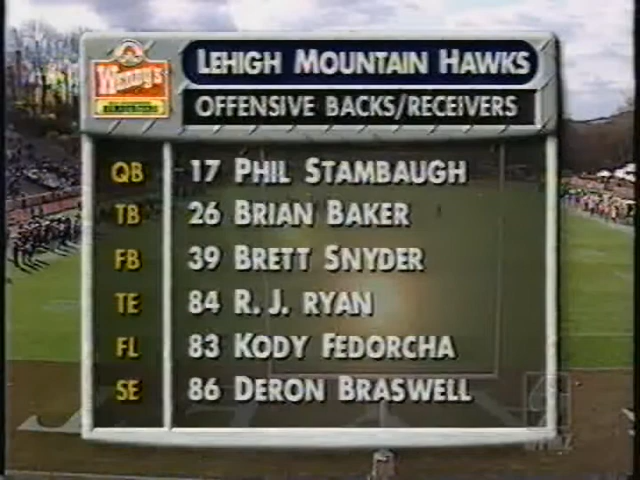 Wendy's
LEHIGH MOUNTAIN HAWKS
OFFENSIVE BACKS/RECEIVERS
QB 17 PHIL STAMBAUGH
TB 26 BRIAN BAKER
FB 39 BRETT SNYDER
TE 84 R. J. RYAN
FL 83 KODY FEDORCHA
SE 86 DERON BRASWELL